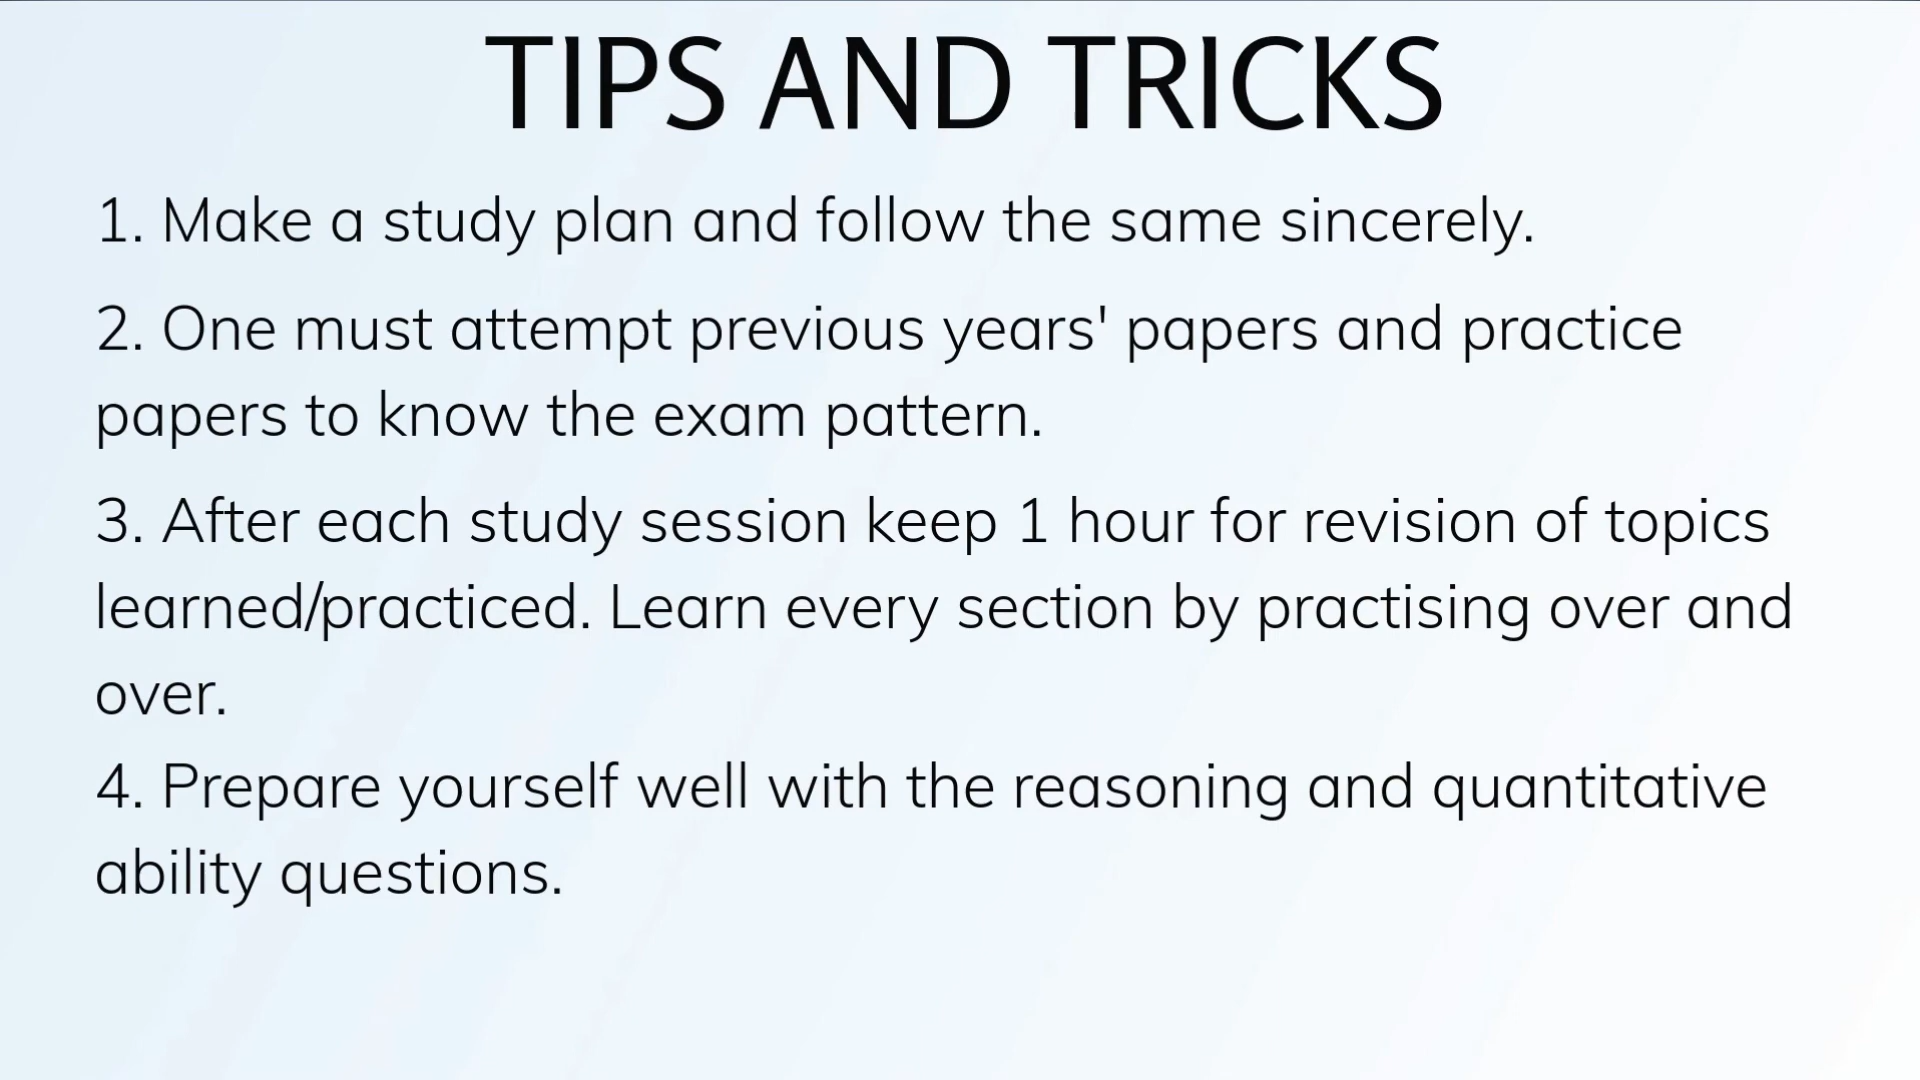 TIPS AND TRICKS
1. Make a study plan and follow the same sincerely.
2. One must attempt previous years' papers and practice
papers to know the exam pattern.
3. After each study session keep 1 hour for revision of topics
learned/practiced. Learn every section by practising over and
over.
4. Prepare yourself well with the reasoning and quantitative
ability questions.